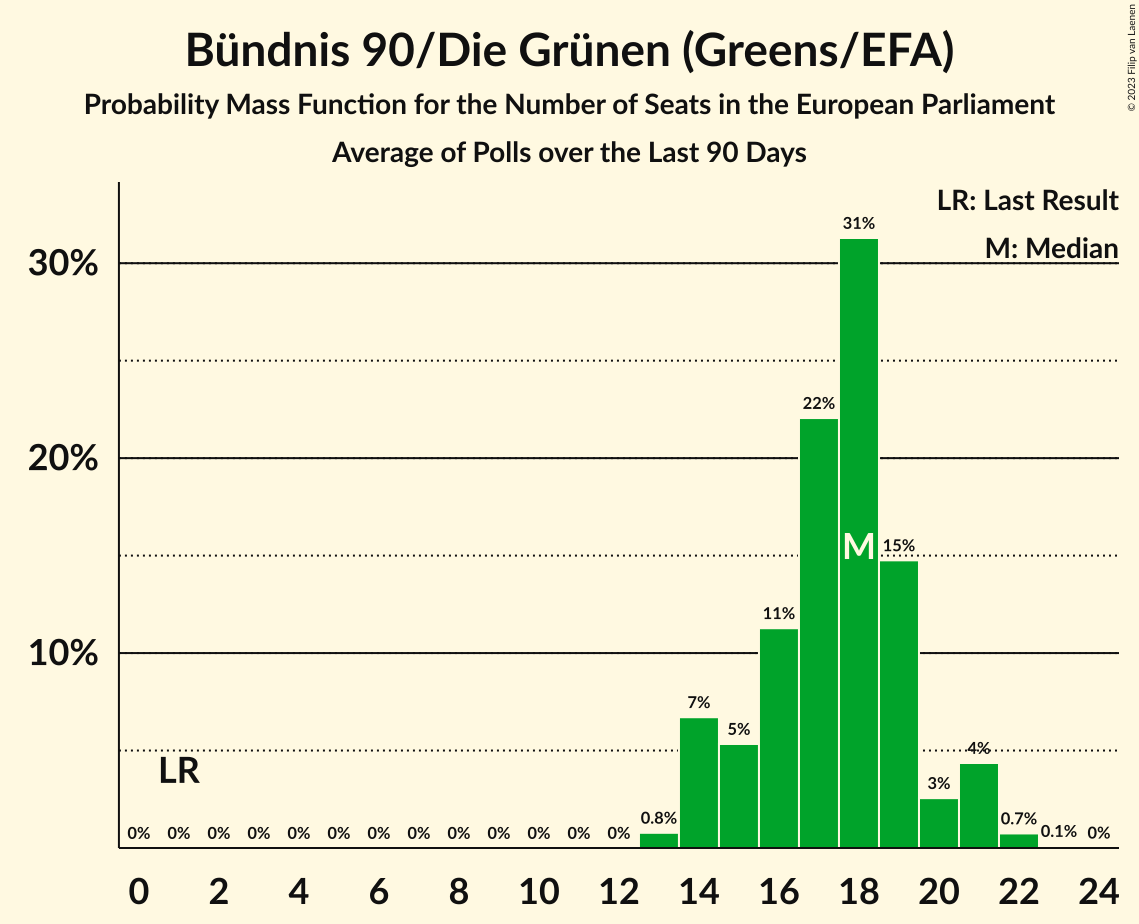 Bündnis 90/Die Grünen (Greens/EFA)
Probability Mass Function for the Number of Seats in the European Parliament
Average of Polls over the Last 90 Days
© 2023 Filip van Laenen
LR: Last Result
M: Median
30%
20%
10%
LR
M
0% 0% 0% 0% 0% 0% 0% 0% 0% 0% 0% 0% 0% 0.8% 7% 5% 11% 22% 31% 15% 3% 4% 0.7% 0.1% 0%
0 2 4 6 8 10 12 14 16 18 20 22 24